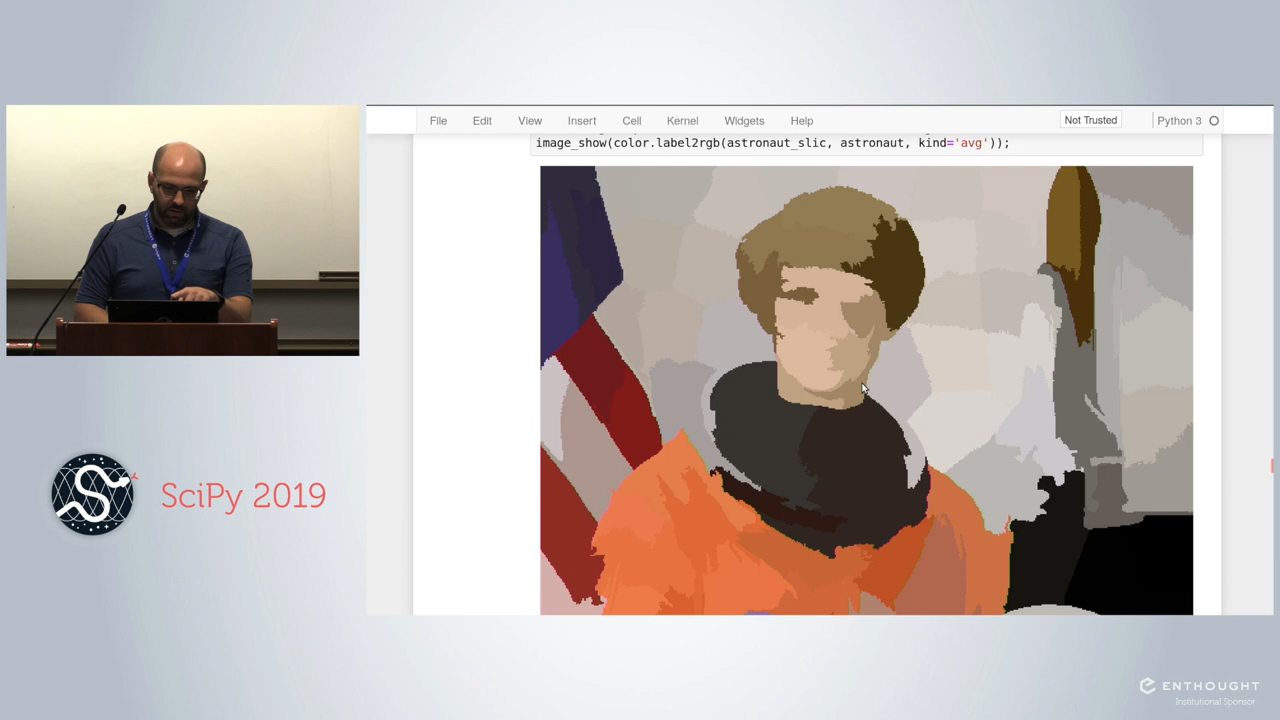 File Edit View Insert Cell Kernel Widgets Help Not Trusted Python 3
image_show(color.label2rgb(astronaut_slic, astronaut, kind='avg'));
SciPy 2019
ENTHOUGHT
Institutional Sponsor